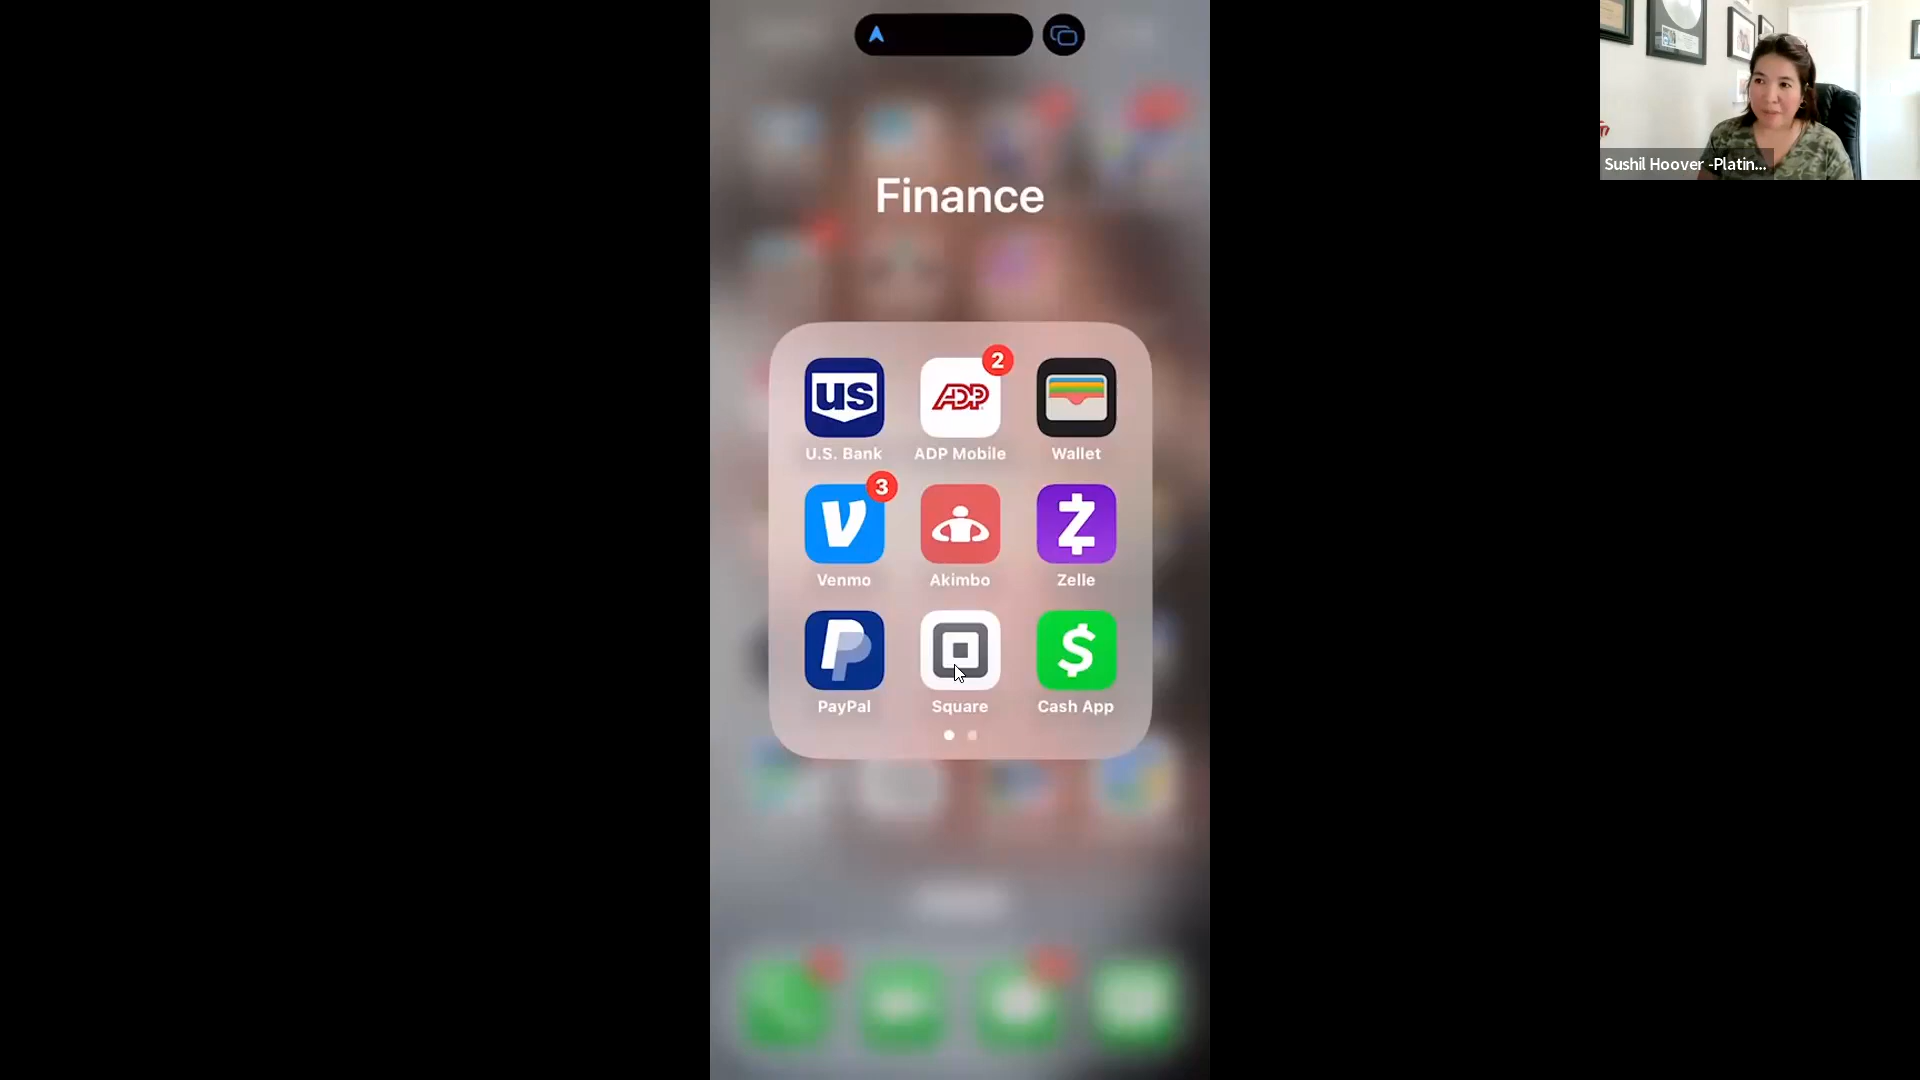 Sushil Hoover -Platin...
Finance
us
ADP
2
U.S. Bank
ADP Mobile
Wallet
3
Venmo
Akimbo
Zelle
PayPal
Square
$
Cash App